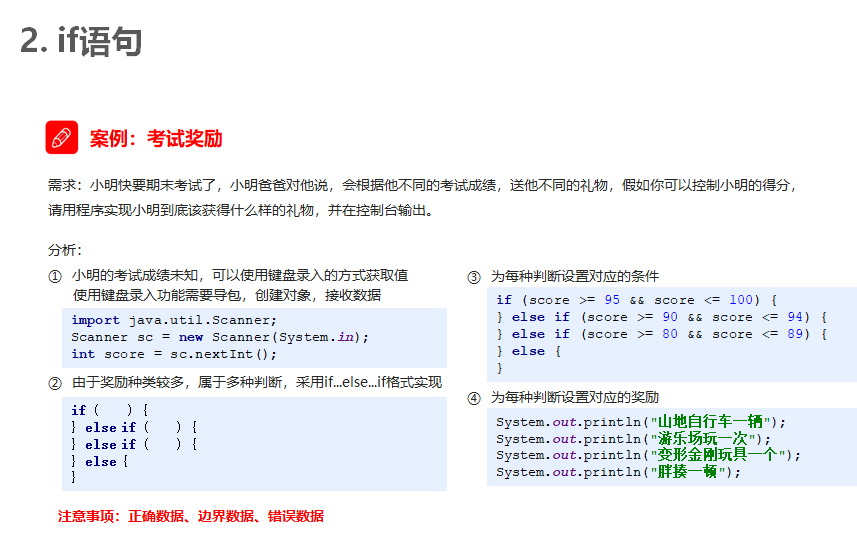 2. if语句
案例：考试奖励
需求：小明快要期末考试了，小明爸爸对他说，会根据他不同的考试成绩，送他不同的礼物，假如你可以控制小明的得分，
请用程序实现小明到底该获得什么样的礼物，并在控制台输出。
分析：
① 小明的考试成绩未知，可以使用键盘录入的方式获取值
使用键盘录入功能需要导包，创建对象，接收数据
import java.util.Scanner;
Scanner sc = new Scanner(System.in);
int score = sc.nextInt();
② 由于奖励种类较多，属于多种判断，采用if...else...if格式实现
if ( ) {
} else if ( ) {
} else if ( ) {
} else {
}
③ 为每种判断设置对应的条件
if (score >= 95 && score <= 100) {
} else if (score >= 90 && score <= 94) {
} else if (score >= 80 && score <= 89) {
} else {
}
④ 为每种判断设置对应的奖励
System.out.println("山地自行车一辆");
System.out.println("游乐场玩一次");
System.out.println("变形金刚玩具一个");
System.out.println("胖揍一顿");
注意事项：正确数据、边界数据、错误数据